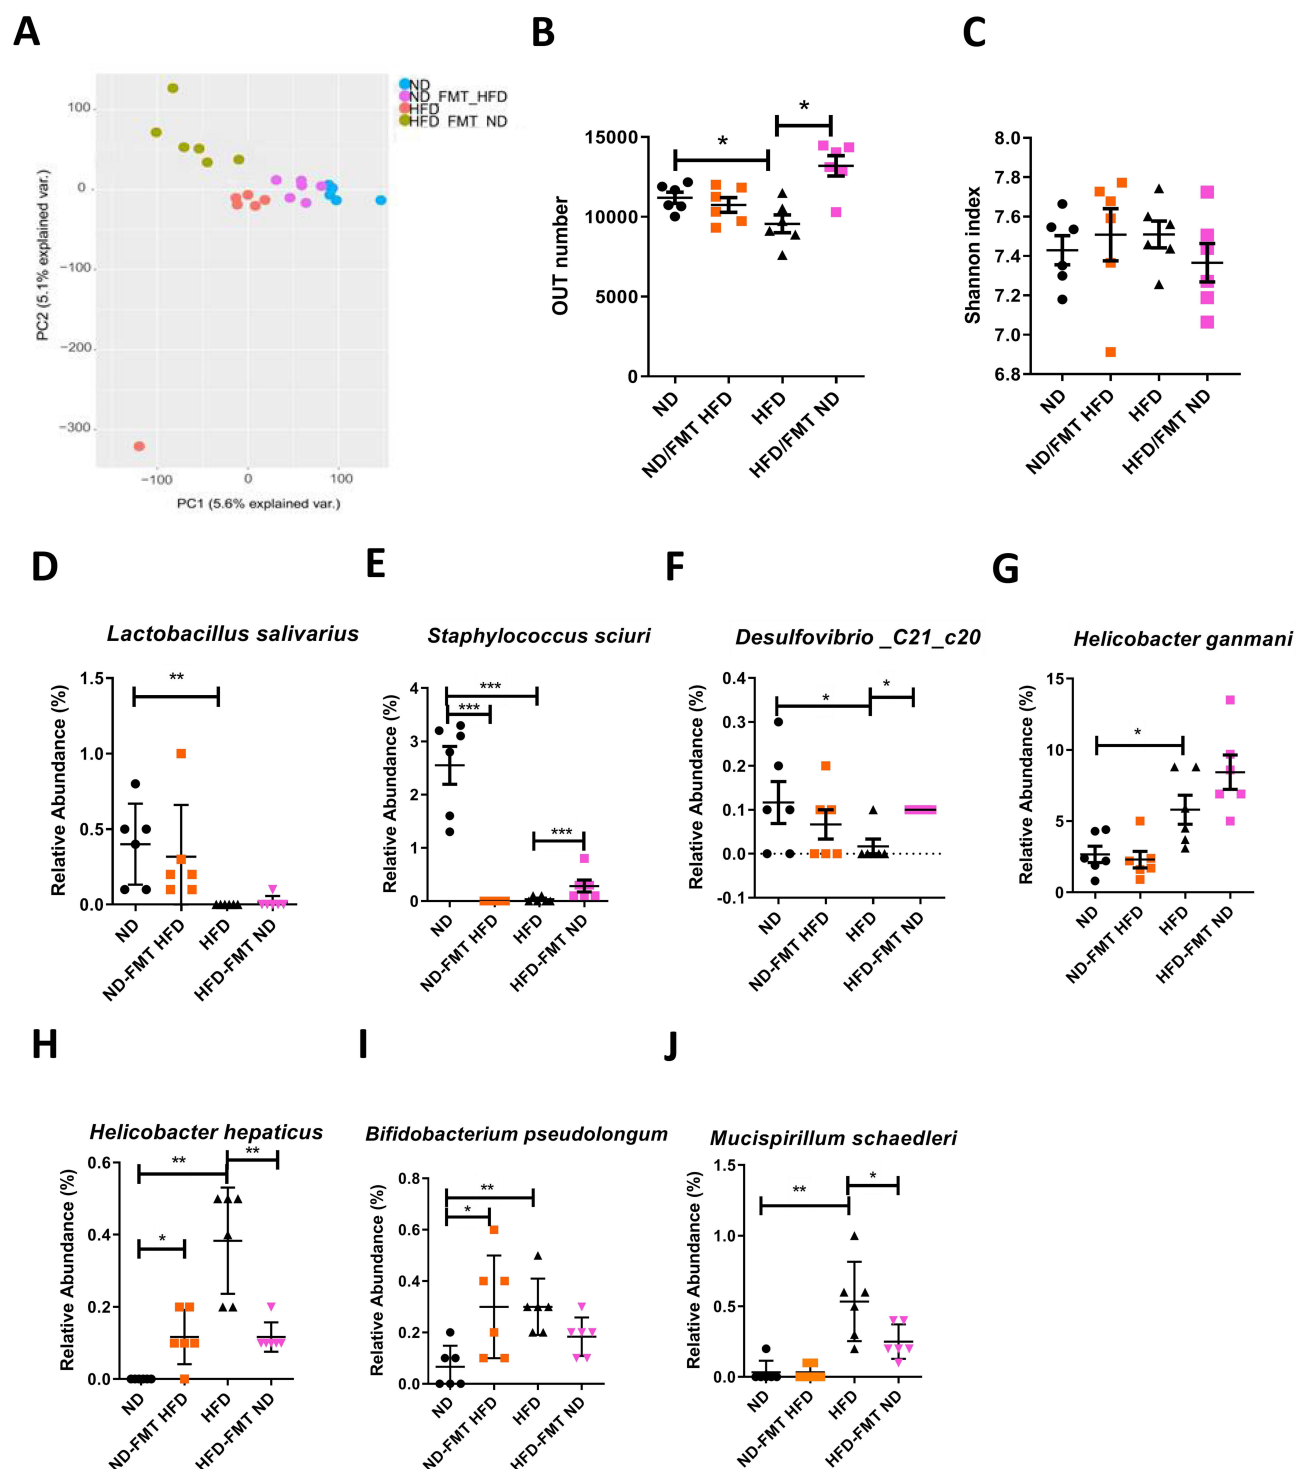 A
B
C
ND
ND_FMT_HFD
HFD
HFD_FMT_ND
100
0
−100
−200
−300
PC2 (5.1% explained var.)
−100
0
100
PC1 (5.6% explained var.)
*
*
15000
10000
5000
0
OUT number
ND
ND/FMT HFD
HFD
HFD/FMT ND
8.0
7.8
7.6
7.4
7.2
7.0
6.8
Shannon index
ND
ND/FMT HFD
HFD
HFD/FMT ND
D
E
F
G
Lactobacillus salivarius
**
1.5
1.0
0.5
0.0
Relative Abundance (%)
ND
ND-FMT HFD
HFD
HFD-FMT ND
Staphylococcus sciuri
***
***
***
4
3
2
1
0
Relative Abundance (%)
ND
ND-FMT HFD
HFD
HFD-FMT ND
Desulfovibrio _C21_c20
*
*
0.4
0.3
0.2
0.1
0.0
-0.1
Relative Abundance (%)
ND
ND-FMT HFD
HFD
HFD-FMT ND
Helicobacter ganmani
*
15
10
5
0
Relative Abundance (%)
ND
ND-FMT HFD
HFD
HFD-FMT ND
H
I
J
Helicobacter hepaticus
**
**
*
0.6
0.4
0.2
0.0
Relative Abundance (%)
ND
ND-FMT HFD
HFD
HFD-FMT ND
Bifidobacterium pseudolongum
**
*
0.8
0.6
0.4
0.2
0.0
Relative Abundance (%)
ND
ND-FMT HFD
HFD
HFD-FMT ND
Mucispirillum schaedleri
**
*
1.5
1.0
0.5
0.0
Relative Abundance (%)
ND
ND-FMT HFD
HFD
HFD-FMT ND